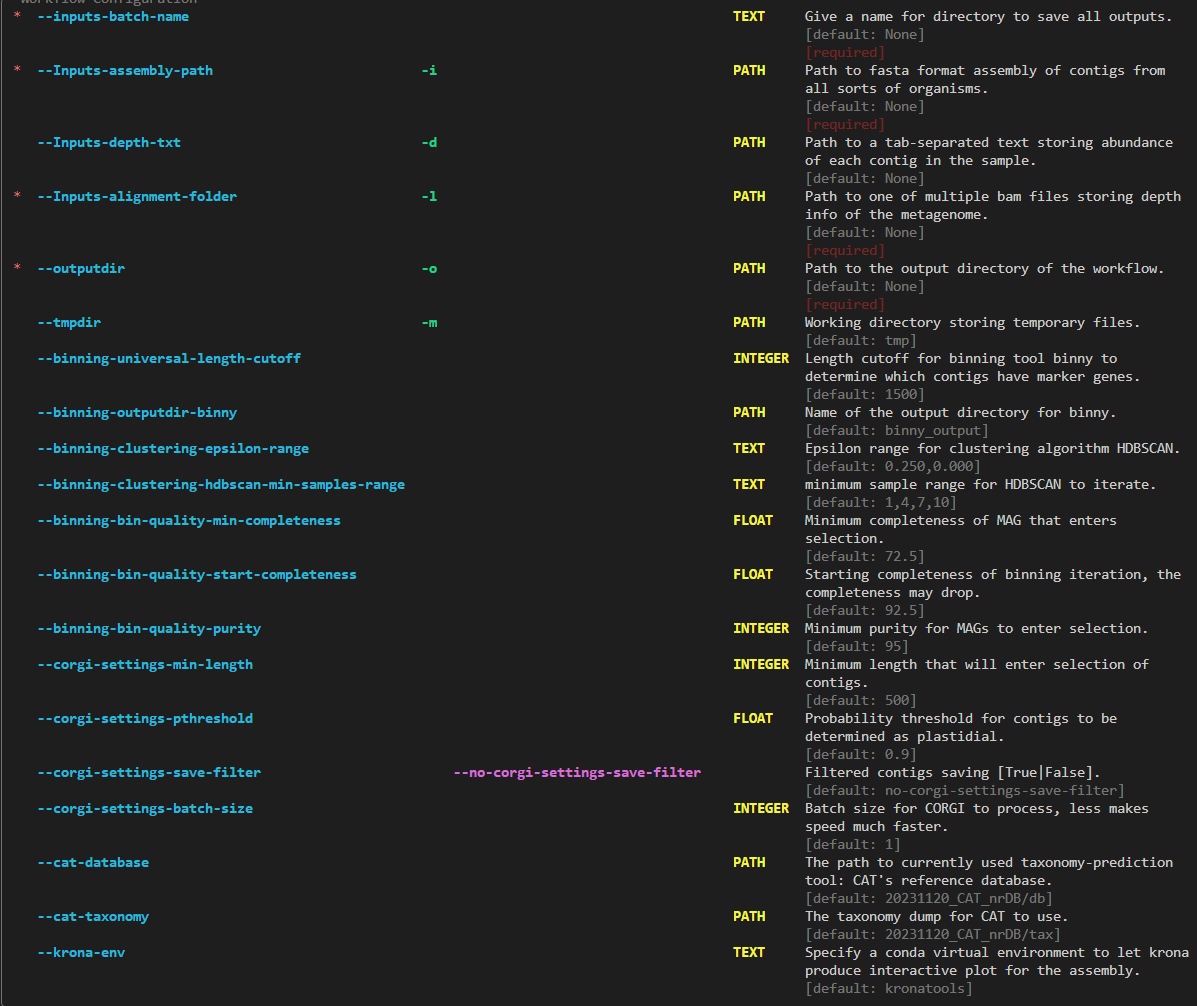 Workflow Configuration
* --inputs-batch-name TEXT Give a name for directory to save all outputs.
[default: None]
[required]
* --Inputs-assembly-path -i PATH Path to fasta format assembly of contigs from
all sorts of organisms.
[default: None]
[required]
--Inputs-depth-txt -d PATH Path to a tab-separated text storing abundance
of each contig in the sample.
[default: None]
* --Inputs-alignment-folder -l PATH Path to one of multiple bam files storing depth
info of the metagenome.
[default: None]
[required]
* --outputdir -o PATH Path to the output directory of the workflow.
[default: None]
[required]
--tmpdir -m PATH Working directory storing temporary files.
[default: tmp]
--binning-universal-length-cutoff INTEGER Length cutoff for binning tool binny to
determine which contigs have marker genes.
[default: 1500]
--binning-outputdir-binny PATH Name of the output directory for binny.
[default: binny_output]
--binning-clustering-epsilon-range TEXT Epsilon range for clustering algorithm HDBSCAN.
[default: 0.250,0.000]
--binning-clustering-hdbscan-min-samples-range TEXT minimum sample range for HDBSCAN to iterate.
[default: 1,4,7,10]
--binning-bin-quality-min-completeness FLOAT Minimum completeness of MAG that enters
selection.
[default: 72.5]
--binning-bin-quality-start-completeness FLOAT Starting completeness of binning iteration, the
completeness may drop.
[default: 92.5]
--binning-bin-quality-purity INTEGER Minimum purity for MAGs to enter selection.
[default: 95]
--corgi-settings-min-length INTEGER Minimum length that will enter selection of
contigs.
[default: 500]
--corgi-settings-pthreshold FLOAT Probability threshold for contigs to be
determined as plastidial.
[default: 0.9]
--corgi-settings-save-filter --no-corgi-settings-save-filter Filtered contigs saving [True|False].
[default: no-corgi-settings-save-filter]
--corgi-settings-batch-size INTEGER Batch size for CORGI to process, less makes
speed much faster.
[default: 1]
--cat-database PATH The path to currently used taxonomy-prediction
tool: CAT's reference database.
[default: 20231120_CAT_nrDB/db]
--cat-taxonomy PATH The taxonomy dump for CAT to use.
[default: 20231120_CAT_nrDB/tax]
--krona-env TEXT Specify a conda virtual environment to let krona
produce interactive plot for the assembly.
[default: kronatools]